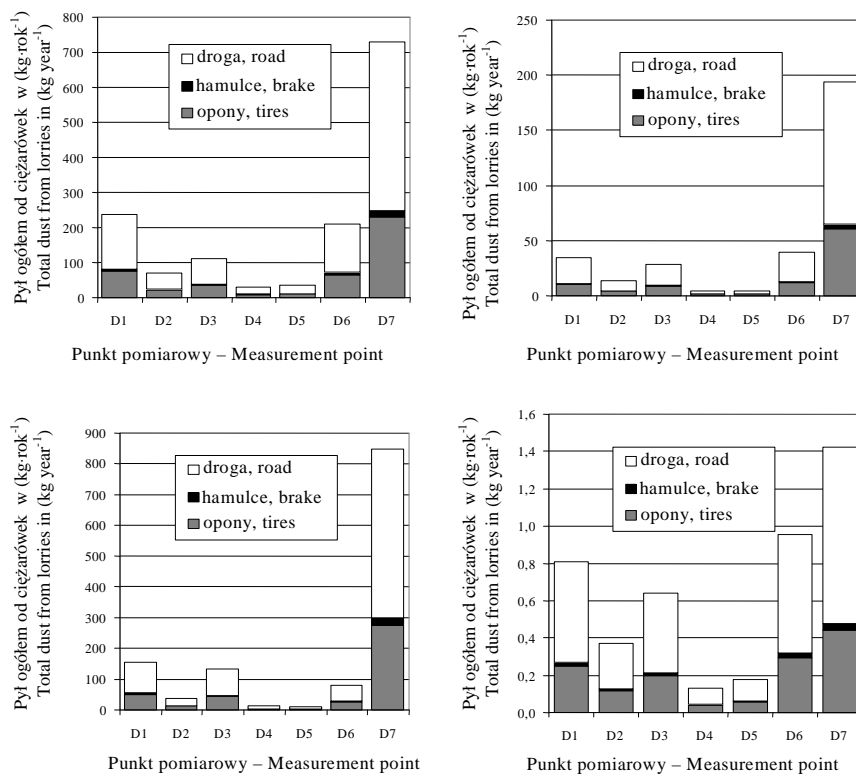 Pył ogółem od ciężarówek w (kg·rok⁻¹)
Total dust from lorries in (kg year⁻¹)
800
700
600
500
400
300
200
100
0
droga, road
hamulce, brake
opony, tires
D1 D2 D3 D4 D5 D6 D7
Punkt pomiarowy – Measurement point
Pył ogółem od ciężarówek w (kg·rok⁻¹)
Total dust from lorries in (kg year⁻¹)
250
200
150
100
50
0
droga, road
hamulce, brake
opony, tires
D1 D2 D3 D4 D5 D6 D7
Punkt pomiarowy – Measurement point
Pył ogółem od ciężarówek w (kg·rok⁻¹)
Total dust from lorries in (kg year⁻¹)
900
800
700
600
500
400
300
200
100
0
droga, road
hamulce, brake
opony, tires
D1 D2 D3 D4 D5 D6 D7
Punkt pomiarowy – Measurement point
Pył ogółem od ciężarówek w (kg·rok⁻¹)
Total dust from lorries in (kg year⁻¹)
1,6
1,4
1,2
1,0
0,8
0,6
0,4
0,2
0,0
droga, road
hamulce, brake
opony, tires
D1 D2 D3 D4 D5 D6 D7
Punkt pomiarowy – Measurement point